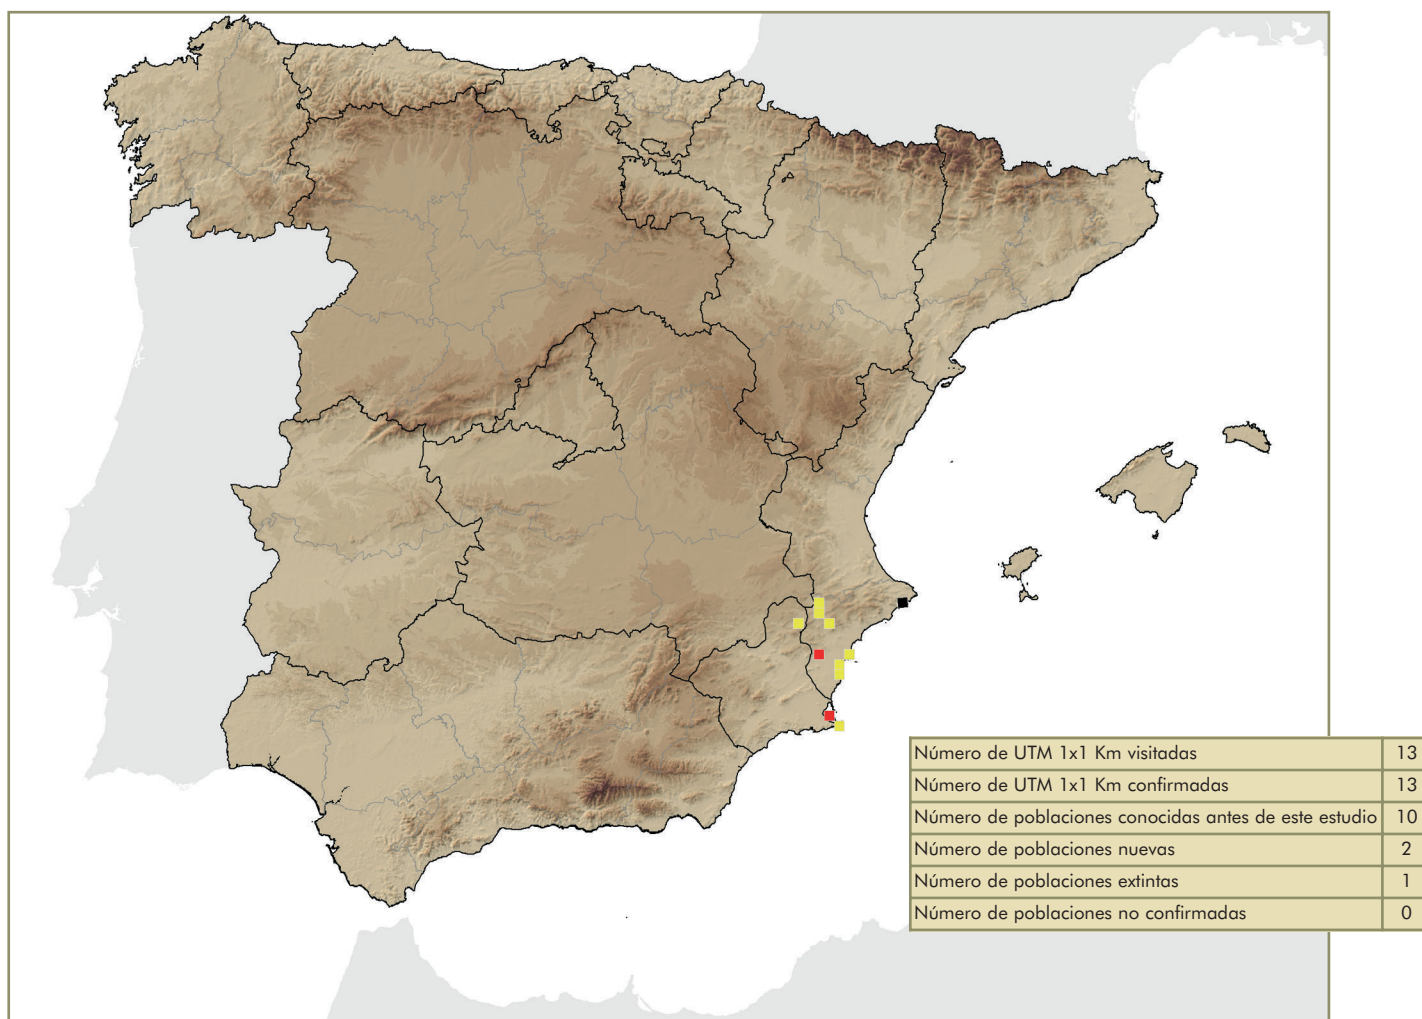 Número de UTM 1x1 Km visitadas 13
Número de UTM 1x1 Km confirmadas 13
Número de poblaciones conocidas antes de este estudio 10
Número de poblaciones nuevas 2
Número de poblaciones extintas 1
Número de poblaciones no confirmadas 0